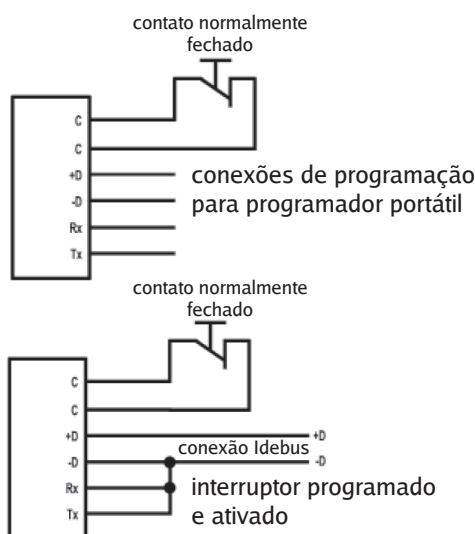 contato normalmente
fechado
C
C
+D
-D
Rx
Tx
conexões de programação
para programador portátil
contato normalmente
fechado
C
C
+D
-D
Rx
Tx
+D
conexão Idebus
-D
interruptor programado
e ativado